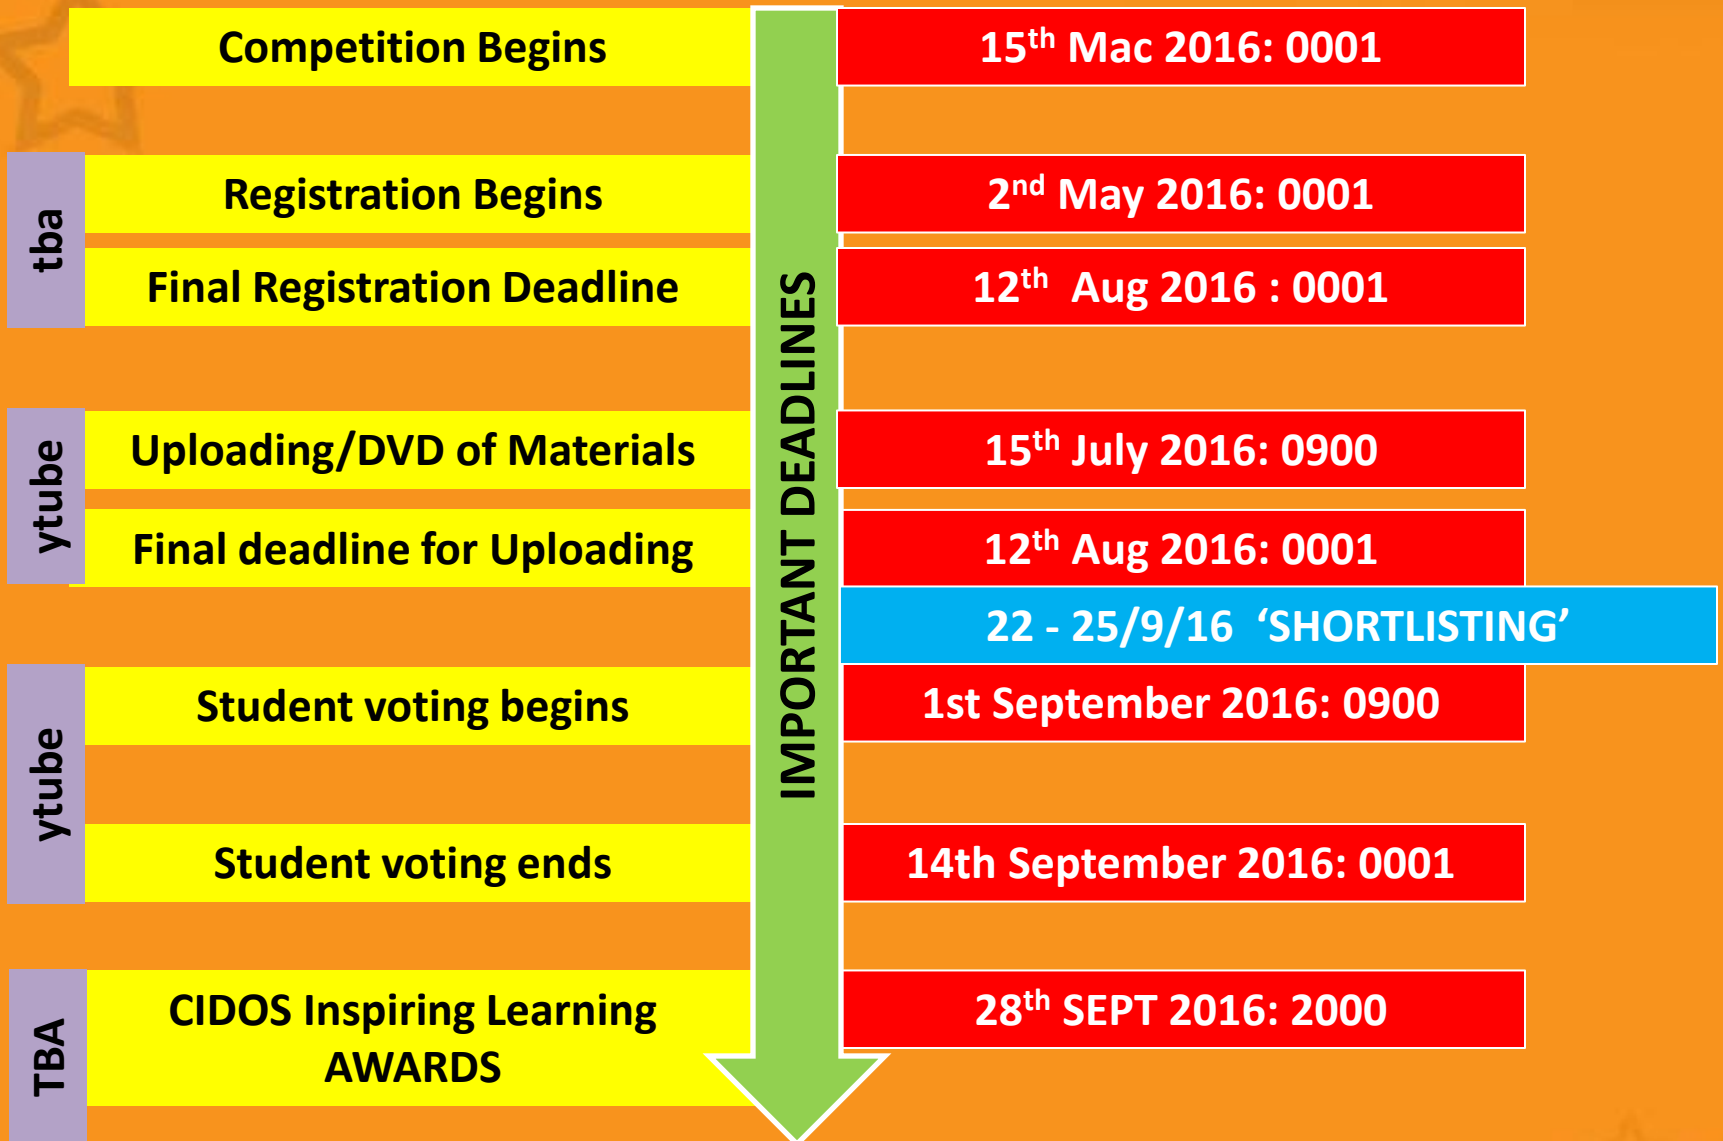 Competition Begins
15th Mac 2016: 0001
tba
Registration Begins
2nd May 2016: 0001
Final Registration Deadline
12th  Aug 2016 : 0001
IMPORTANT DEADLINES
ytube
Uploading/DVD of Materials
15th July 2016: 0900
Final deadline for Uploading
12th Aug 2016: 0001
22 - 25/9/16  ‘SHORTLISTING’
ytube
Student voting begins
1st September 2016: 0900
Student voting ends
14th September 2016: 0001
TBA
CIDOS Inspiring Learning
AWARDS
28th SEPT 2016: 2000